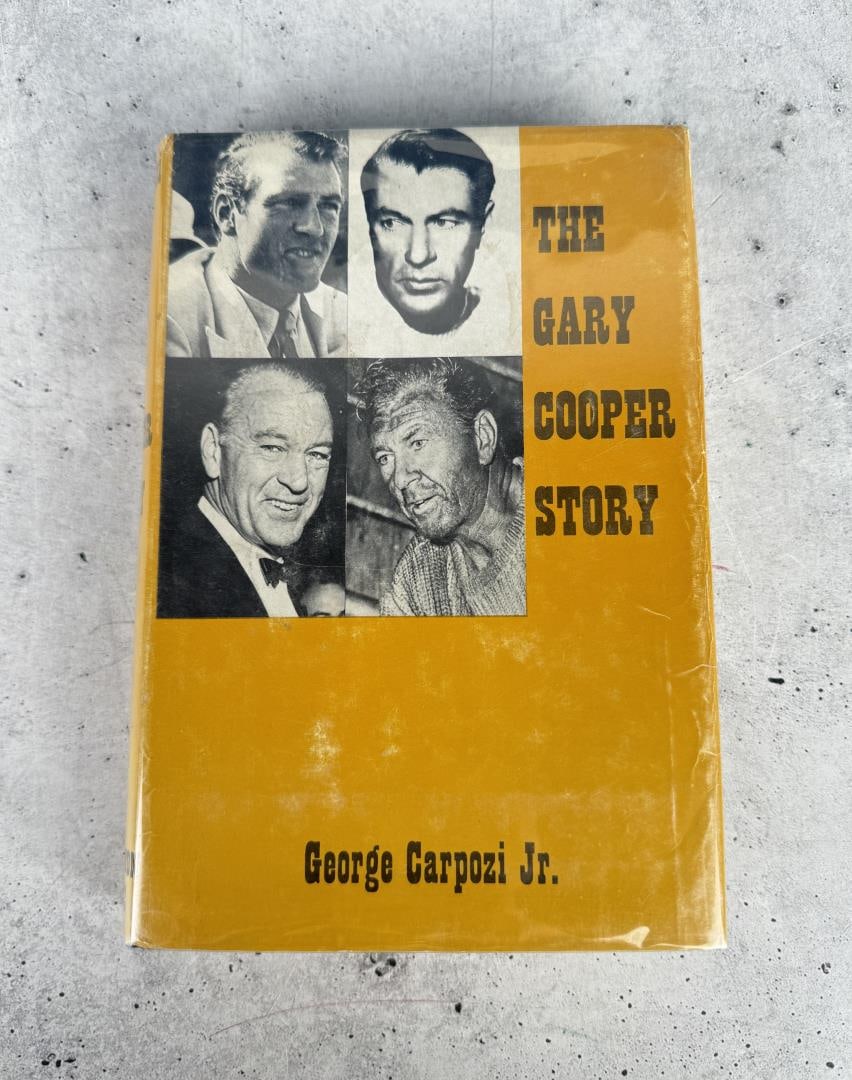 THE
GARY
COOPER
STORY
George Carpozi Jr.